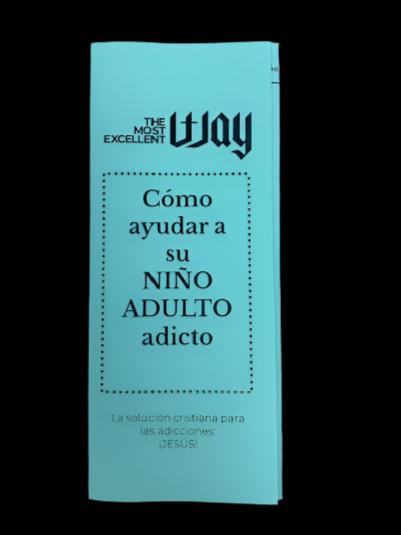 THE
MOST
EXCELLENT
Way
Cómo
ayudar a
su
NIÑO
ADULTO
adicto
La solución cristiana para
las adicciones:
¡JESÚS!